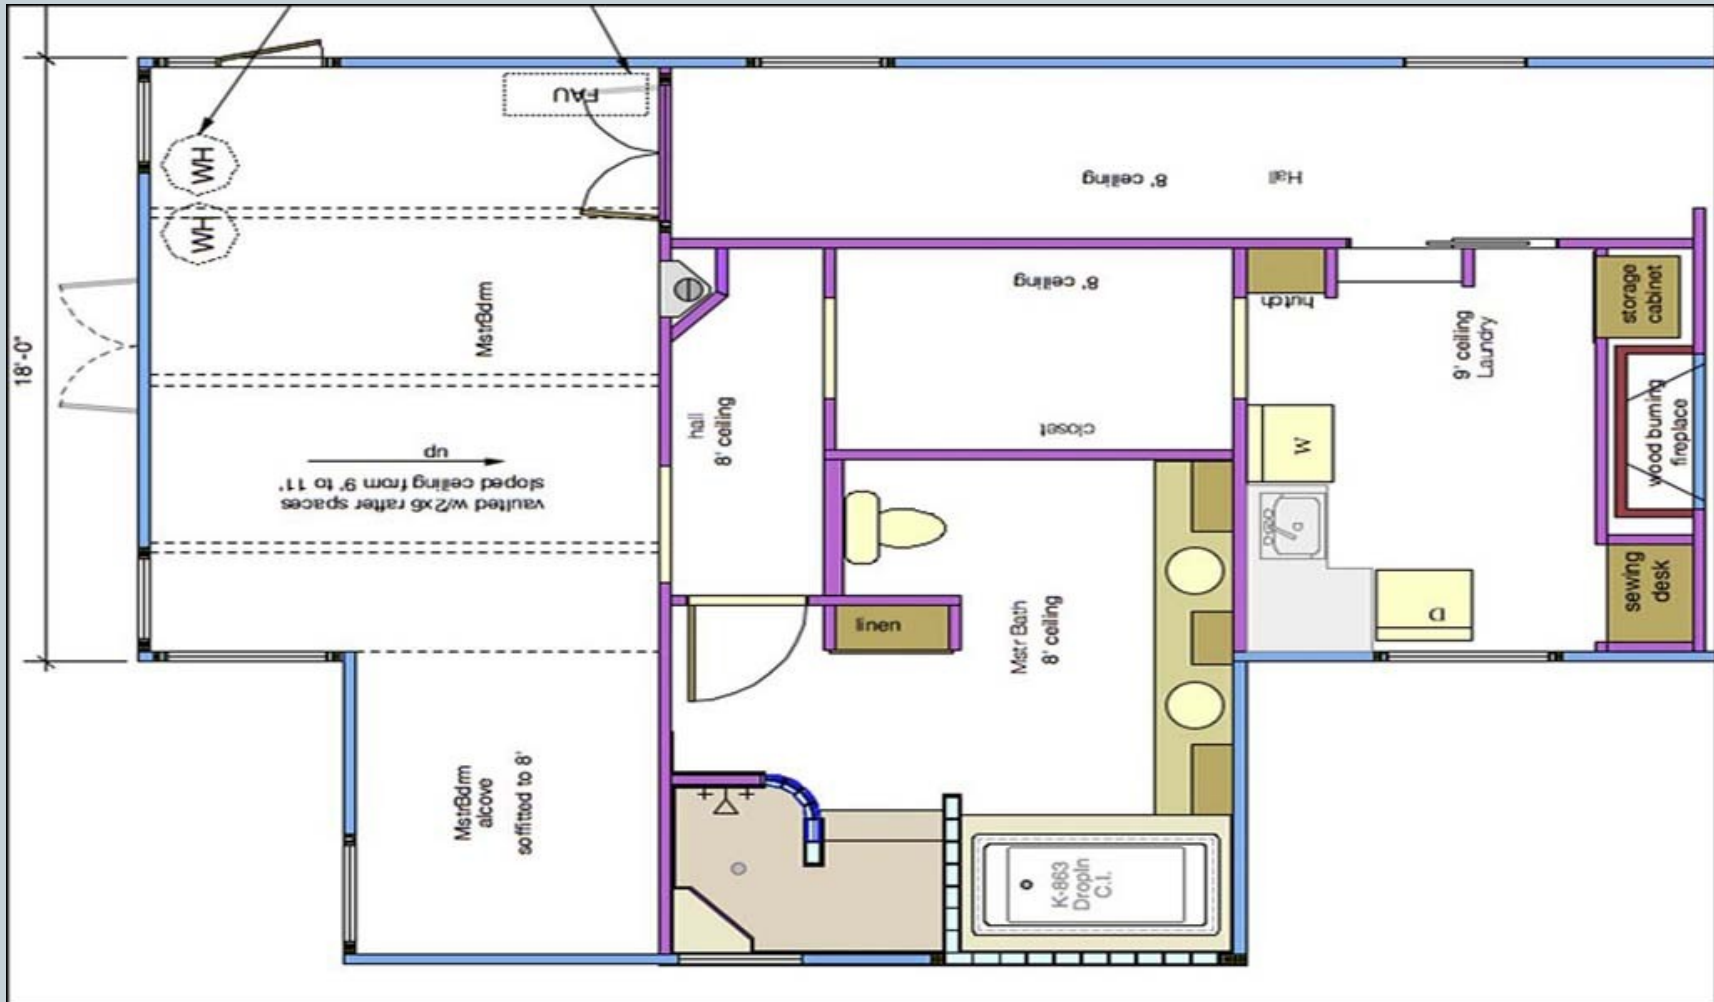 FAU
WH
WH
18'-0"
MstrBdrm
up
vaulted w/2x6 rafter spaces
sloped ceiling from 9' to 11'
MstrBdrm
alcove
soffitted to 8'
hall
8' ceiling
8' ceiling
closet
linen
Mstr Bath
8' ceiling
K-863
DropIn
C.I.
8' ceiling
Hall
hutch
9' ceiling
Laundry
W
D
storage
cabinet
wood burning
fireplace
sewing
desk